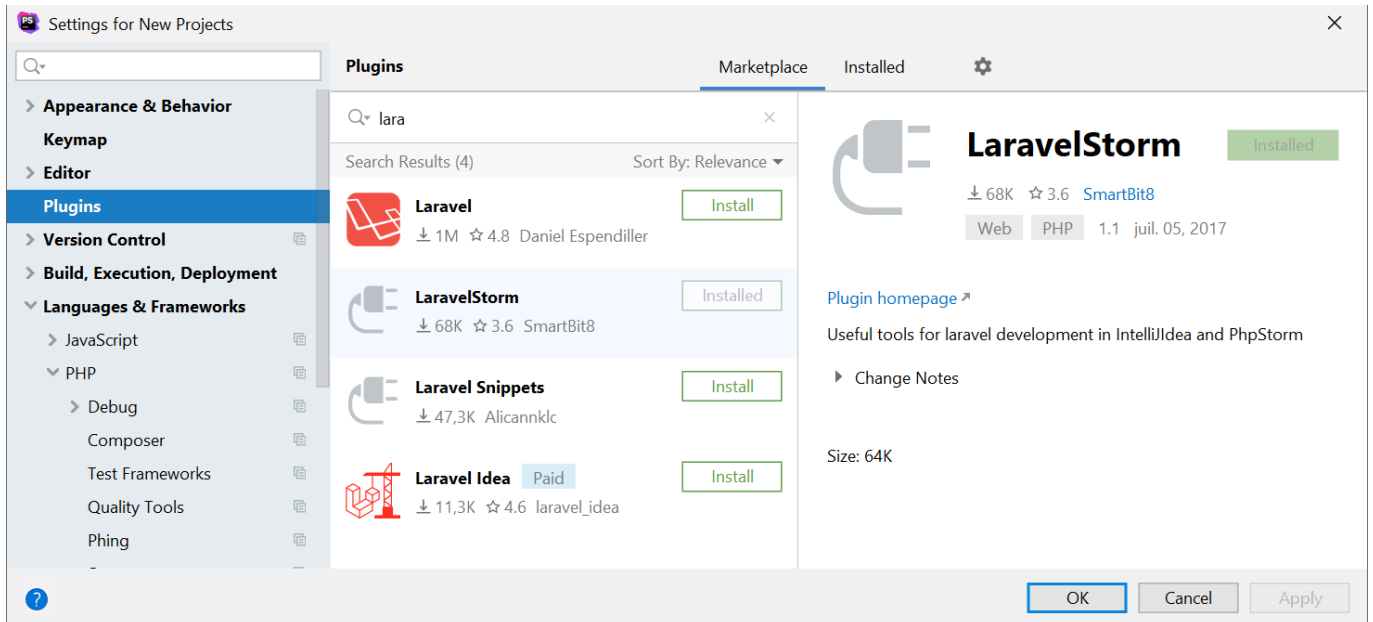 PS Settings for New Projects
Appearance & Behavior
Keymap
Editor
Plugins
Version Control
Build, Execution, Deployment
Languages & Frameworks
JavaScript
PHP
Debug
Composer
Test Frameworks
Quality Tools
Phing
Plugins
Marketplace
Installed
lara
Search Results (4)
Sort By: Relevance
Laravel
1M 4.8 Daniel Espendiller
Install
LaravelStorm
68K 3.6 SmartBit8
Installed
Laravel Snippets
47,3K Alicannklc
Install
Laravel Idea Paid
11,3K 4.6 laravel_idea
Install
LaravelStorm
Installed
68K 3.6 SmartBit8
Web PHP 1.1 juil. 05, 2017
Plugin homepage
Useful tools for laravel development in IntelliJIdea and PhpStorm
Change Notes
Size: 64K
?
OK
Cancel
Apply